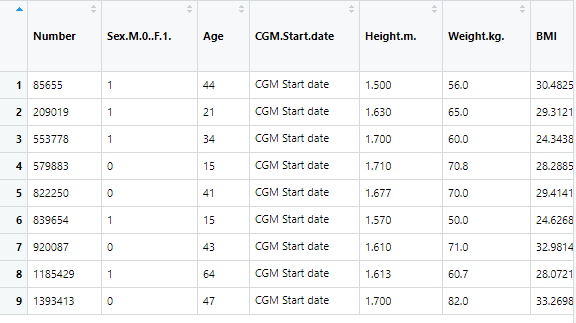 Number Sex.M.0..F.1. Age CGM.Start.date Height.m. Weight.kg. BMI
1 85655 1 44 CGM Start date 1.500 56.0 30.4825
2 209019 1 21 CGM Start date 1.630 65.0 29.3121
3 553778 1 34 CGM Start date 1.700 60.0 24.3438
4 579883 0 15 CGM Start date 1.710 70.8 28.2885
5 822250 0 41 CGM Start date 1.677 70.0 29.4141
6 839654 1 15 CGM Start date 1.570 50.0 24.6268
7 920087 0 43 CGM Start date 1.610 71.0 32.9814
8 1185429 1 64 CGM Start date 1.613 60.7 28.0721
9 1393413 0 47 CGM Start date 1.700 82.0 33.2698